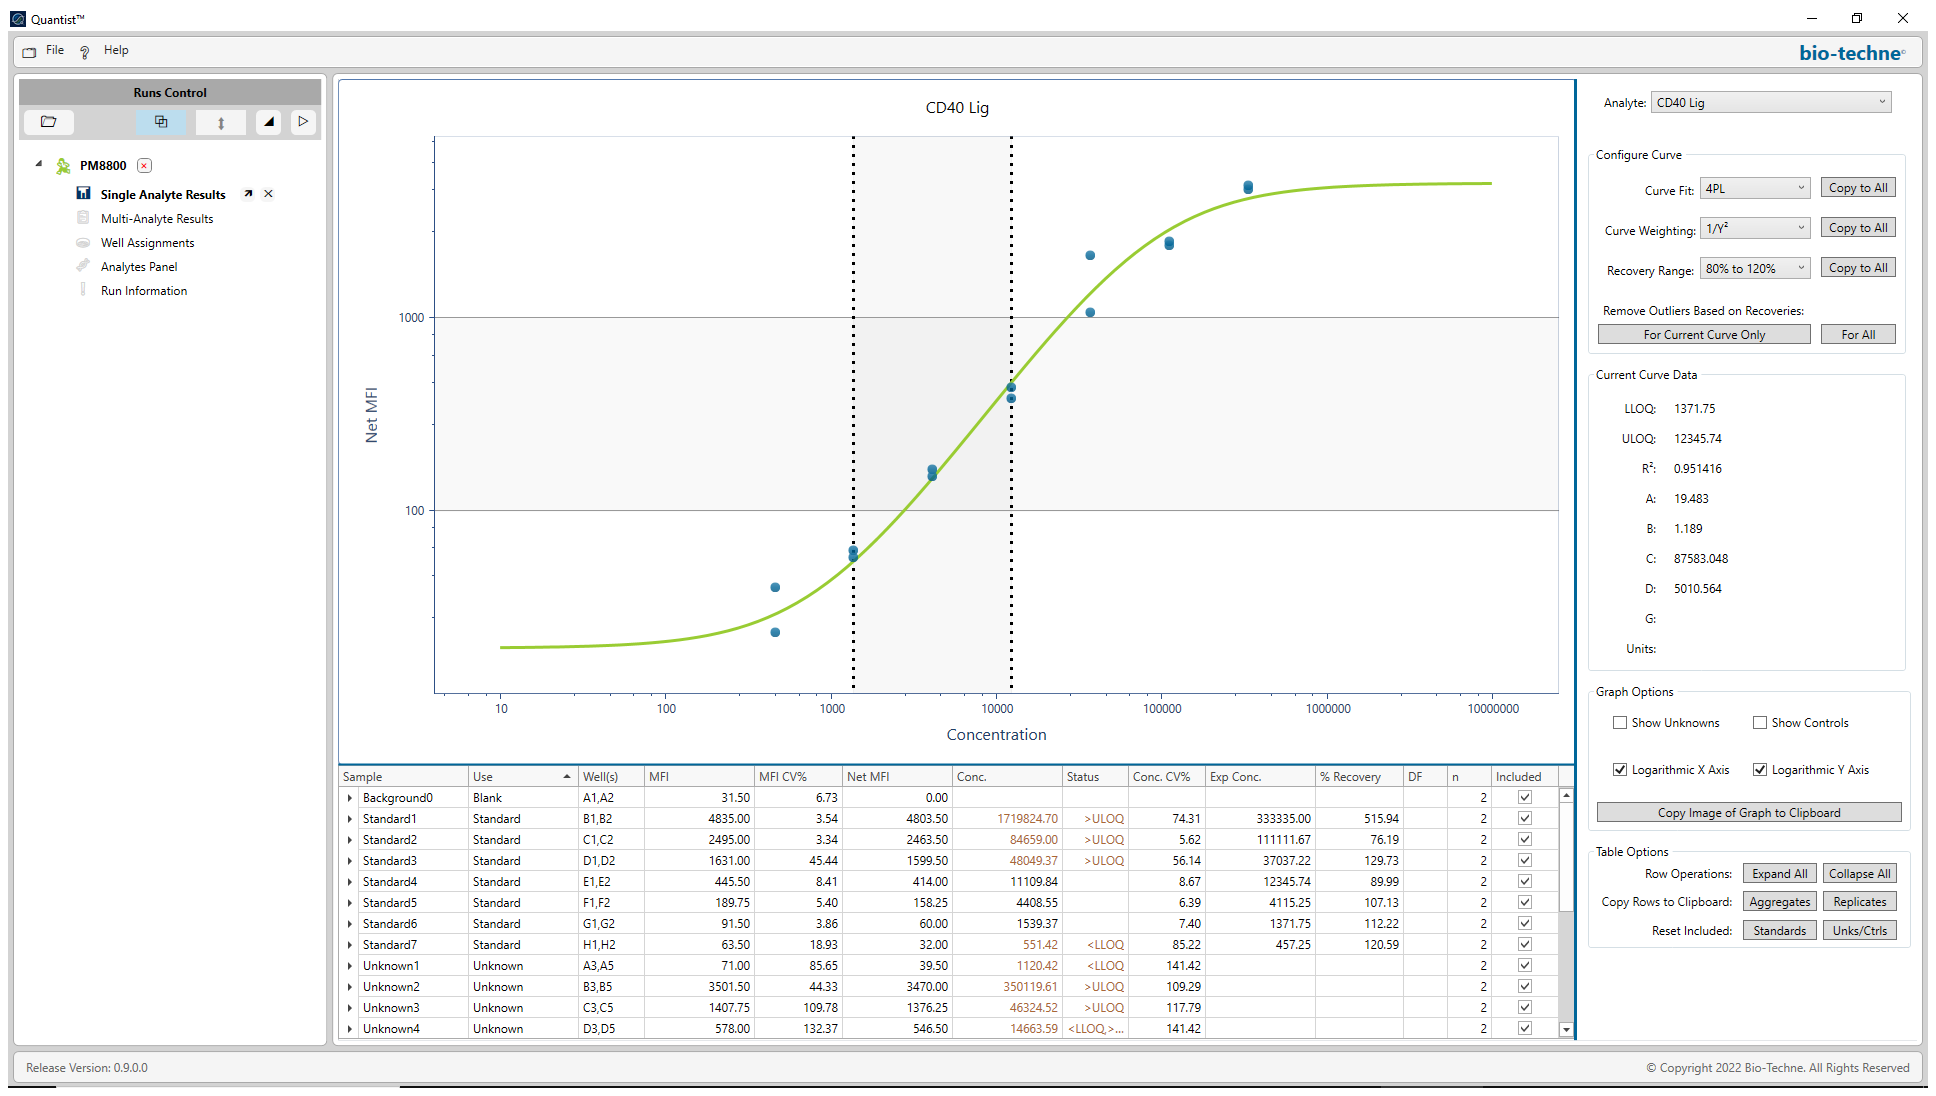 Quantist™
File ? Help
bio-techne®
Runs Control
PM8800
Single Analyte Results
Multi-Analyte Results
Well Assignments
Analytes Panel
Run Information
CD40 Lig
Net MFI
1000
100
10 100 1000 10000 100000 1000000 10000000
Concentration
Sample Use Well(s) MFI MFI CV% Net MFI Conc. Status Conc. CV% Exp Conc. % Recovery DF n Included
Background0 Blank A1,A2 31.50 6.73 0.00 2
Standard1 Standard B1,B2 4835.00 3.54 4803.50 1719824.70 >ULOQ 74.31 333335.00 515.94 2
Standard2 Standard C1,C2 2495.00 3.34 2463.50 84659.00 >ULOQ 5.62 111111.67 76.19 2
Standard3 Standard D1,D2 1631.00 45.44 1599.50 48049.37 >ULOQ 56.14 37037.22 129.73 2
Standard4 Standard E1,E2 445.50 8.41 414.00 11109.84 8.67 12345.74 89.99 2
Standard5 Standard F1,F2 189.75 5.40 158.25 4408.55 6.39 4115.25 107.13 2
Standard6 Standard G1,G2 91.50 3.86 60.00 1539.37 7.40 1371.75 112.22 2
Standard7 Standard H1,H2 63.50 18.93 32.00 551.42 <LLOQ 85.22 457.25 120.59 2
Unknown1 Unknown A3,A5 71.00 85.65 39.50 1120.42 <LLOQ 141.42 2
Unknown2 Unknown B3,B5 3501.50 44.33 3470.00 350119.61 >ULOQ 109.29 2
Unknown3 Unknown C3,C5 1407.75 109.78 1376.25 46324.52 >ULOQ 117.79 2
Unknown4 Unknown D3,D5 578.00 132.37 546.50 14663.59 <LLOQ,>... 141.42 2
Analyte: CD40 Lig
Configure Curve
Curve Fit: 4PL Copy to All
Curve Weighting: 1/Y² Copy to All
Recovery Range: 80% to 120% Copy to All
Remove Outliers Based on Recoveries:
For Current Curve Only For All
Current Curve Data
LLOQ: 1371.75
ULOQ: 12345.74
R²: 0.951416
A: 19.483
B: 1.189
C: 87583.048
D: 5010.564
G:
Units:
Graph Options
Show Unknowns Show Controls
Logarithmic X Axis Logarithmic Y Axis
Copy Image of Graph to Clipboard
Table Options
Row Operations: Expand All Collapse All
Copy Rows to Clipboard: Aggregates Replicates
Reset Included: Standards Unks/Ctrls
Release Version: 0.9.0.0
© Copyright 2022 Bio-Techne. All Rights Reserved